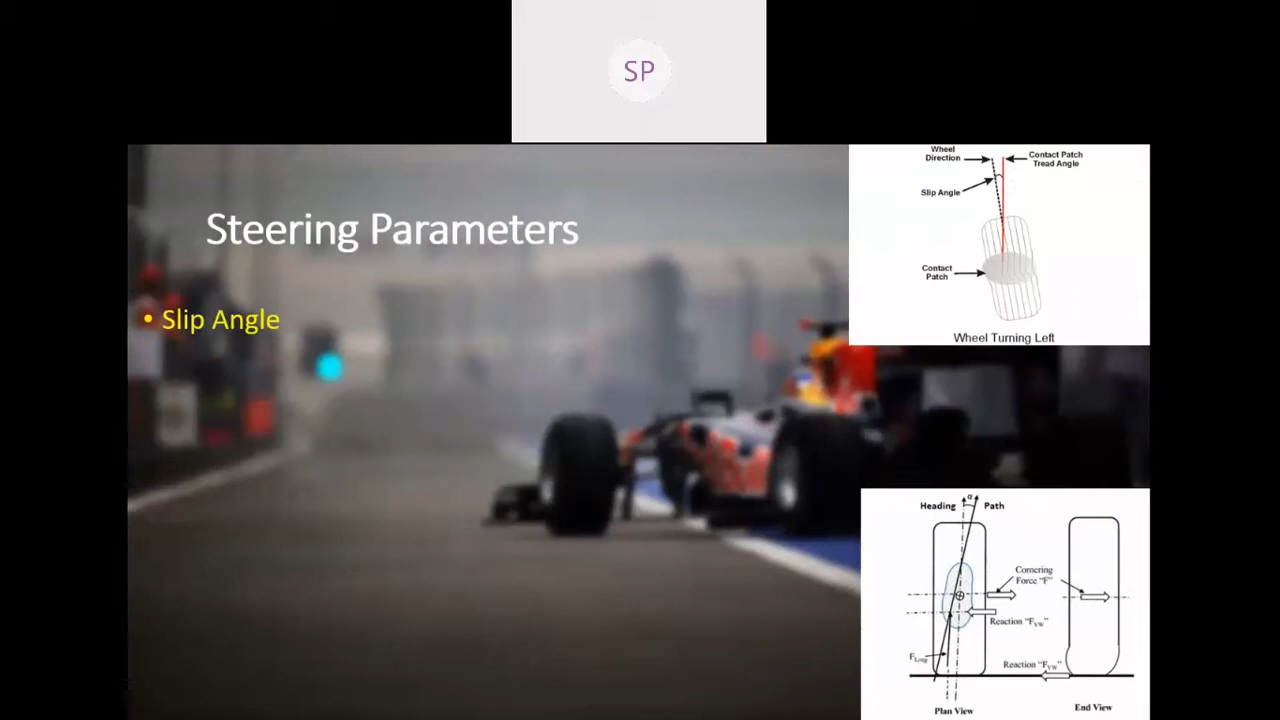 SP
Steering Parameters
• Slip Angle
Wheel
Direction
Contact Patch
Tread Angle
Slip Angle
Contact
Patch
Wheel Turning Left
Heading
α
Path
Cornering
Force "F"
Reaction "FYW"
FLong
Reaction "FYW"
Plan View
End View